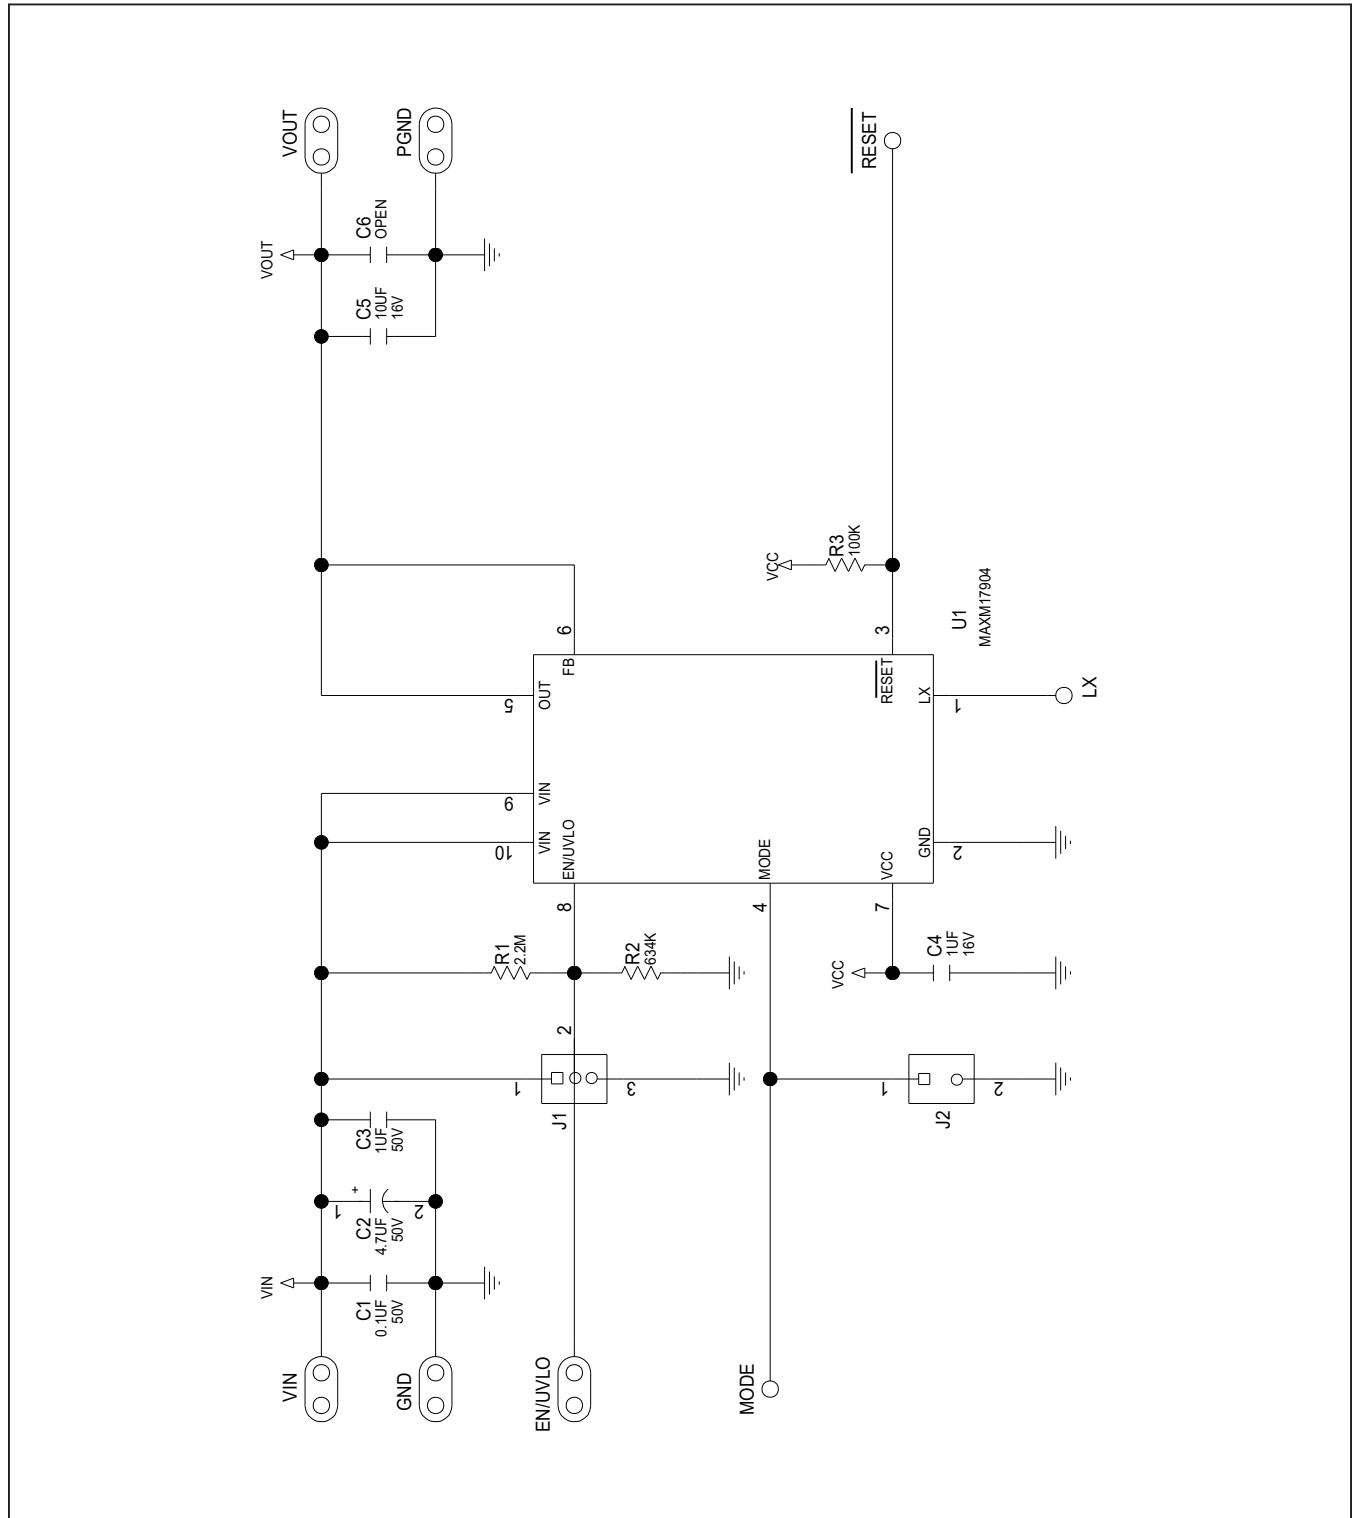 VIN
VIN
C1
0.1UF
50V
1
+
C2
4.7UF
50V
2
C3
1UF
50V
GND
EN/UVLO
J1
1
2
3
R1
2.2M
R2
634K
MODE
J2
1
2
VCC
C4
1UF
16V
10
VIN
9
VIN
8
EN/UVLO
4
MODE
7
VCC
2
GND
5
OUT
6
FB
3
RESET
1
LX
LX
U1
MAXM17904
VCC
R3
100K
RESET
C5
10UF
16V
C6
OPEN
VOUT
VOUT
PGND